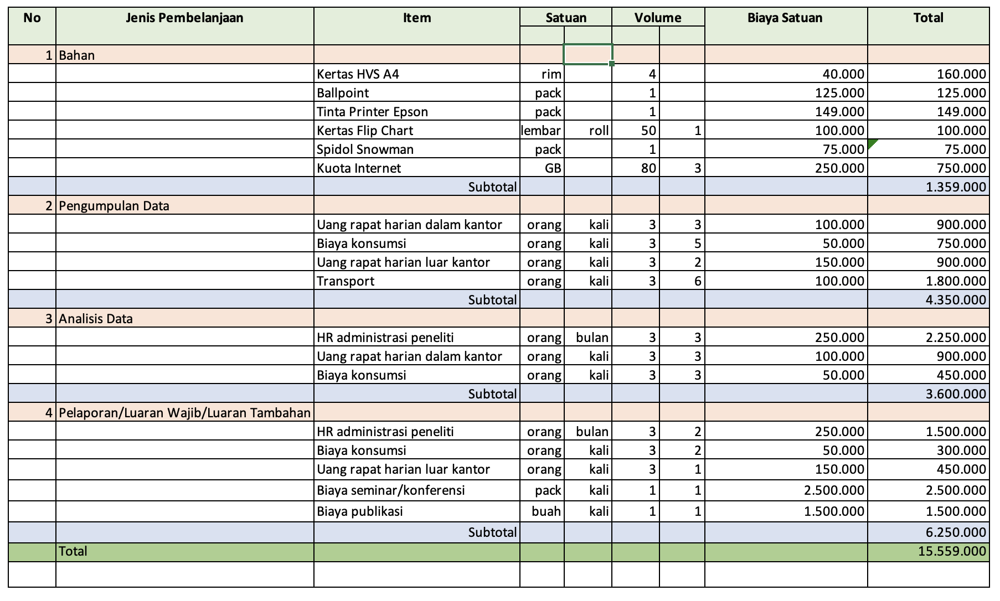 No Jenis Pembelanjaan Item Satuan Volume Biaya Satuan Total
1 Bahan
Kertas HVS A4 rim 4 40.000 160.000
Ballpoint pack 1 125.000 125.000
Tinta Printer Epson pack 1 149.000 149.000
Kertas Flip Chart lembar roll 50 1 100.000 100.000
Spidol Snowman pack 1 75.000 75.000
Kuota Internet GB 80 3 250.000 750.000
Subtotal 1.359.000
2 Pengumpulan Data
Uang rapat harian dalam kantor orang kali 3 3 100.000 900.000
Biaya konsumsi orang kali 3 5 50.000 750.000
Uang rapat harian luar kantor orang kali 3 2 150.000 900.000
Transport orang kali 3 6 100.000 1.800.000
Subtotal 4.350.000
3 Analisis Data
HR administrasi peneliti orang bulan 3 3 250.000 2.250.000
Uang rapat harian dalam kantor orang kali 3 3 100.000 900.000
Biaya konsumsi orang kali 3 3 50.000 450.000
Subtotal 3.600.000
4 Pelaporan/Luaran Wajib/Luaran Tambahan
HR administrasi peneliti orang bulan 3 2 250.000 1.500.000
Biaya konsumsi orang kali 3 2 50.000 300.000
Uang rapat harian luar kantor orang kali 3 1 150.000 450.000
Biaya seminar/konferensi pack kali 1 1 2.500.000 2.500.000
Biaya publikasi buah kali 1 1 1.500.000 1.500.000
Subtotal 6.250.000
Total 15.559.000